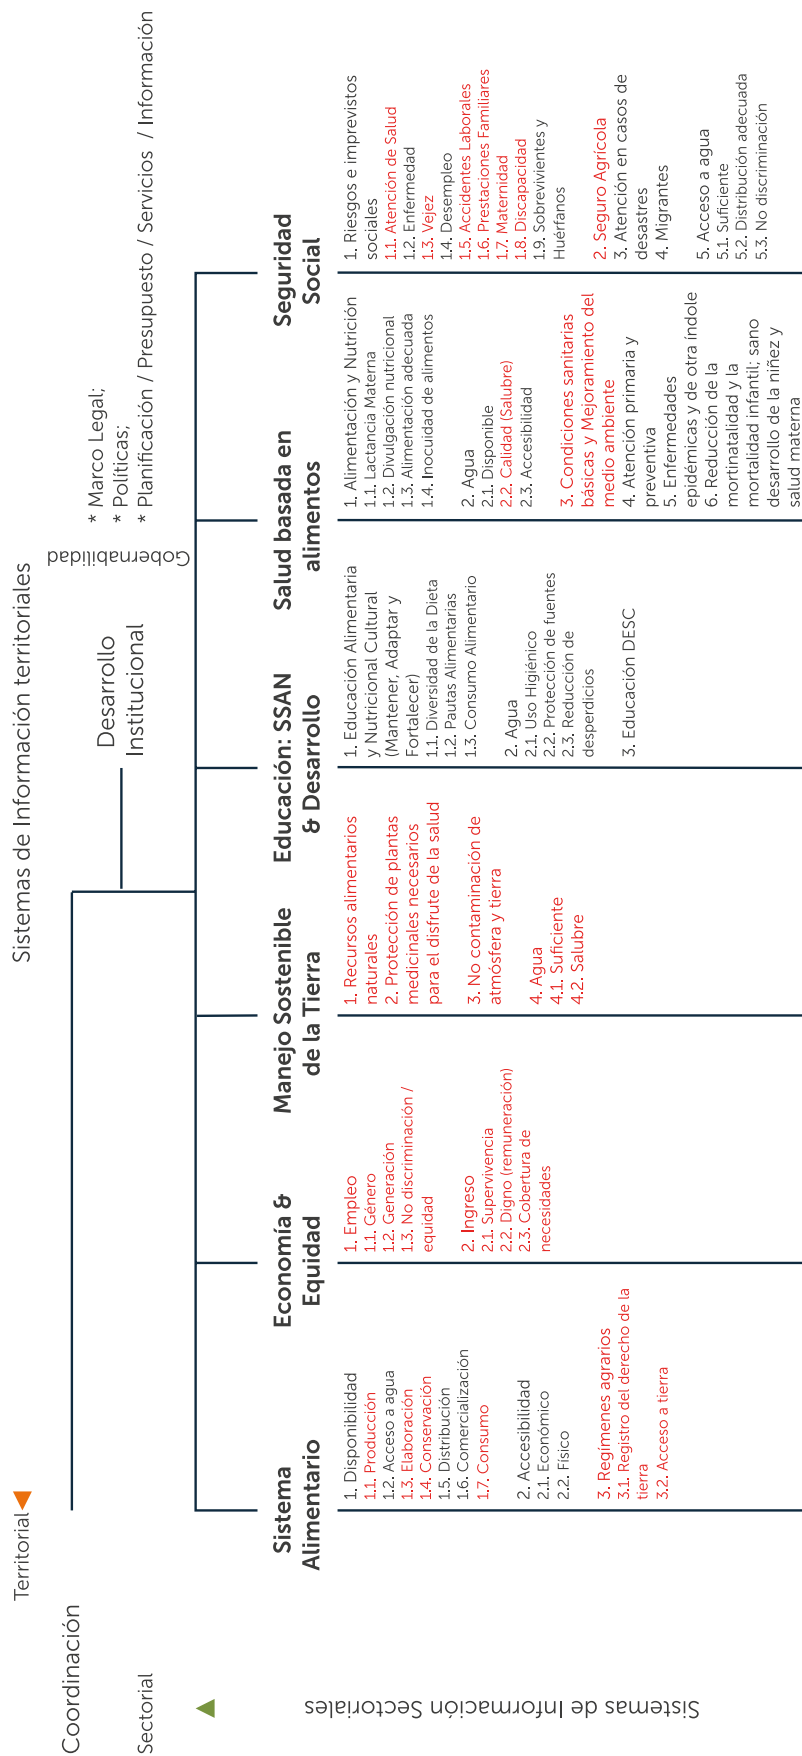 Territorial
Sistemas de Información territoriales
Coordinación
Sectorial
Desarrollo
Institucional
Gobernabilidad
* Marco Legal;
* Políticas;
* Planificación / Presupuesto / Servicios / Información
Sistemas de Información Sectoriales
Sistema
Alimentario
1. Disponibilidad
1.1. Producción
1.2. Acceso a agua
1.3. Elaboración
1.4. Conservación
1.5. Distribución
1.6. Comercialización
1.7. Consumo
2. Accesibilidad
2.1. Económico
2.2. Físico
3. Regímenes agrarios
3.1. Registro del derecho de la
tierra
3.2. Acceso a tierra
Economía &
Equidad
1. Empleo
1.1. Género
1.2. Generación
1.3. No discriminación /
equidad
2. Ingreso
2.1. Supervivencia
2.2. Digno (remuneración)
2.3. Cobertura de
necesidades
Manejo Sostenible
de la Tierra
1. Recursos alimentarios
naturales
2. Protección de plantas
medicinales necesarios
para el disfrute de la salud
3. No contaminación de
atmósfera y tierra
4. Agua
4.1. Suficiente
4.2. Salubre
Educación: SSAN
& Desarrollo
1. Educación Alimentaria
y Nutricional Cultural
(Mantener, Adaptar y
Fortalecer)
1.1. Diversidad de la Dieta
1.2. Pautas Alimentarias
1.3. Consumo Alimentario
2. Agua
2.1. Uso Higiénico
2.2. Protección de fuentes
2.3. Reducción de
desperdicios
3. Educación DESC
Salud basada en
alimentos
1. Alimentación y Nutrición
1.1. Lactancia Materna
1.2. Divulgación nutricional
1.3. Alimentación adecuada
1.4. Inocuidad de alimentos
2. Agua
2.1. Disponible
2.2. Calidad (Salubre)
2.3. Accesibilidad
3. Condiciones sanitarias
básicas y Mejoramiento del
medio ambiente
4. Atención primaria y
preventiva
5. Enfermedades
epidémicas y de otra índole
6. Reducción de la
mortinatalidad y la
mortalidad infantil; sano
desarrollo de la niñez y
salud materna
Seguridad
Social
1. Riesgos e imprevistos
sociales
1.1. Atención de Salud
1.2. Enfermedad
1.3. Vejez
1.4. Desempleo
1.5. Accidentes Laborales
1.6. Prestaciones Familiares
1.7. Maternidad
1.8. Discapacidad
1.9. Sobrevivientes y
Huérfanos
2. Seguro Agrícola
3. Atención en casos de
desastres
4. Migrantes
5. Acceso a agua
5.1. Suficiente
5.2. Distribución adecuada
5.3. No discriminación